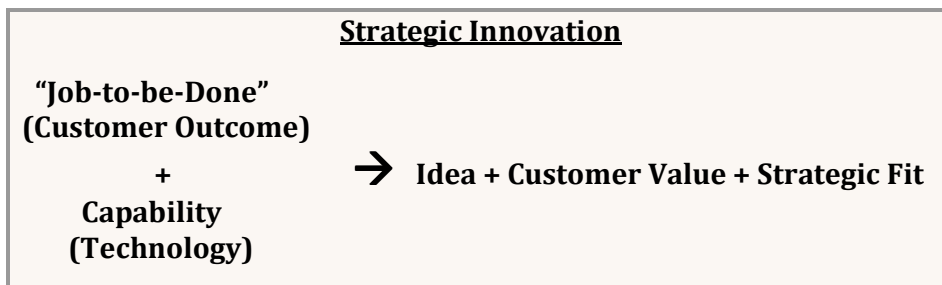 Strategic Innovation
“Job-to-be-Done”
(Customer Outcome)
+
Capability
(Technology)
→ Idea + Customer Value + Strategic Fit